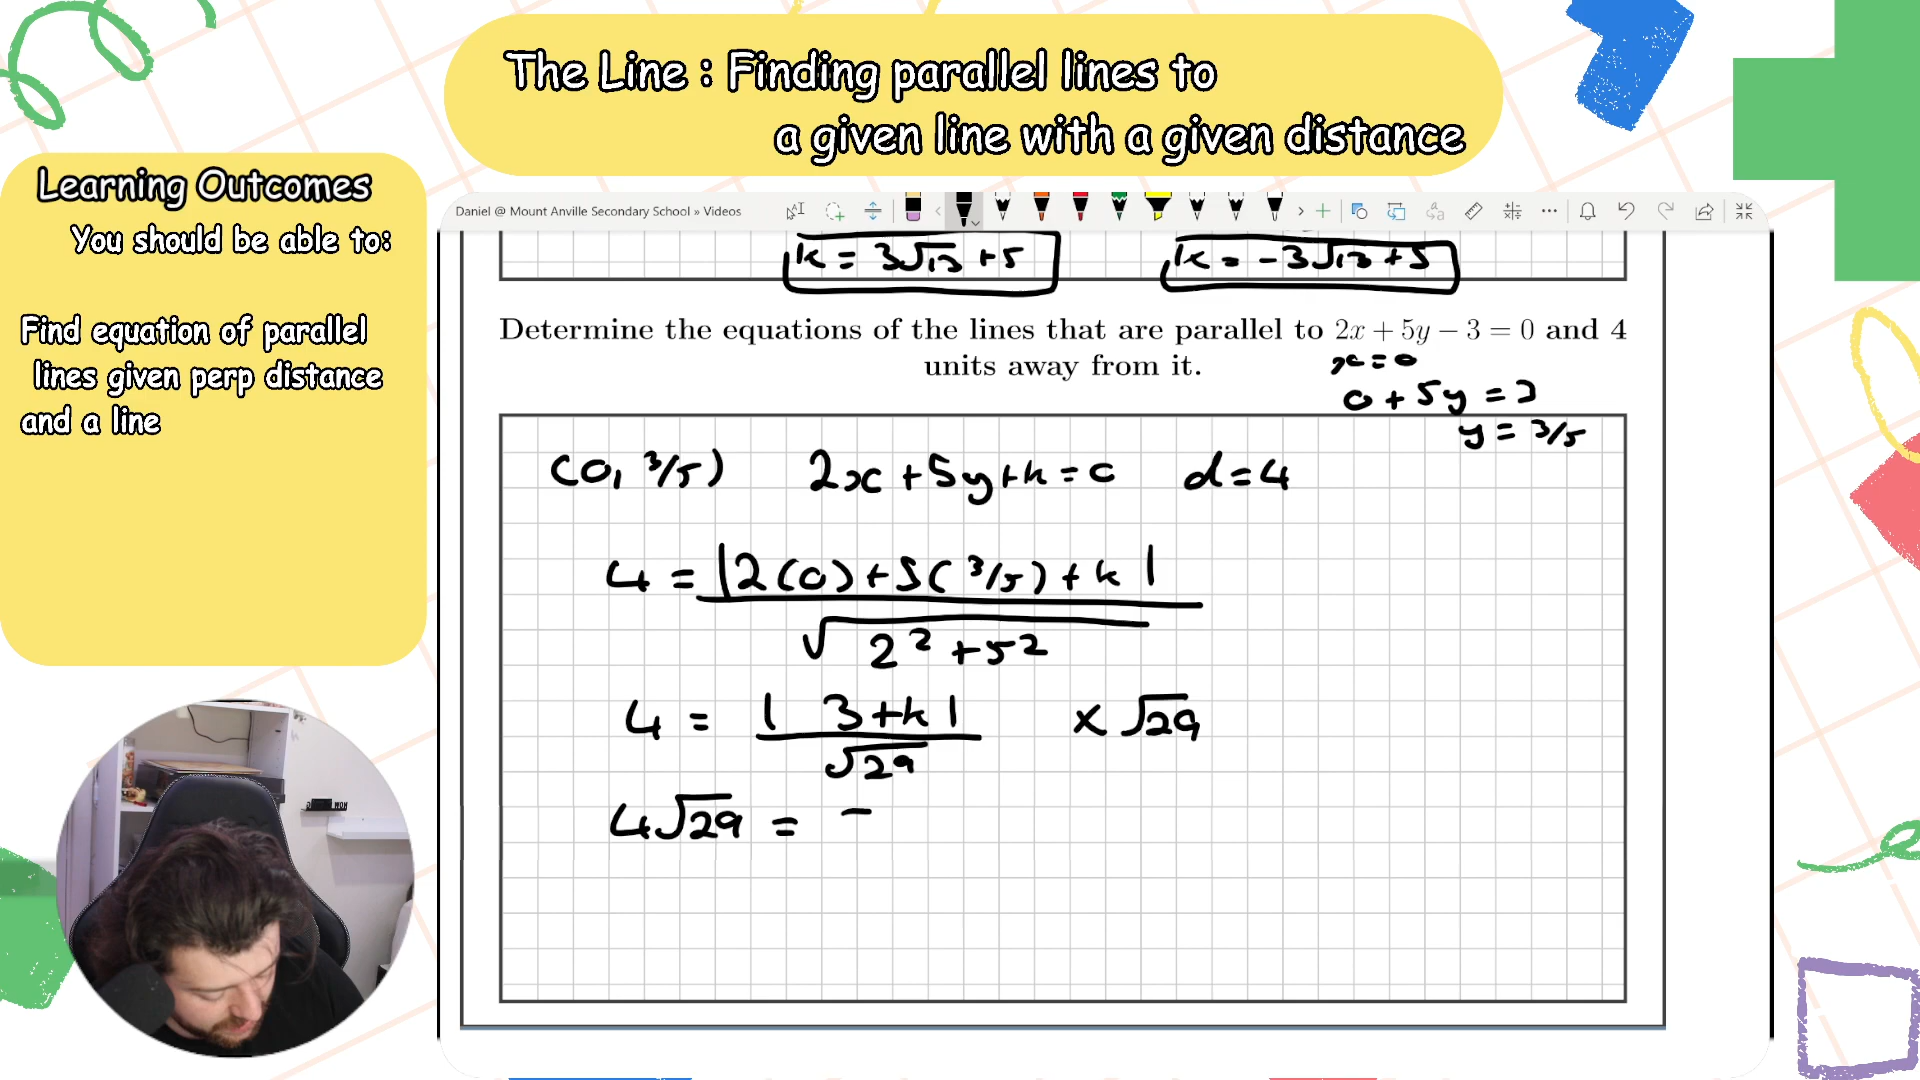 The Line : Finding parallel lines to
a given line with a given distance
Learning Outcomes
You should be able to:
Find equation of parallel
lines given perp distance
and a line
Daniel @ Mount Anville Secondary School » Videos
k = 3√13 +5
k = -3√13 +5
Determine the equations of the lines that are parallel to 2x + 5y − 3 = 0 and 4
units away from it.
x = 0
0 + 5y = 3
y = 3/5
(0, 3/5) 2x +5y+k=0 d=4
4 = |2(0)+5(3/5)+k|
√2² +5²
4 = | 3+k| × √29
√29
4√29 =